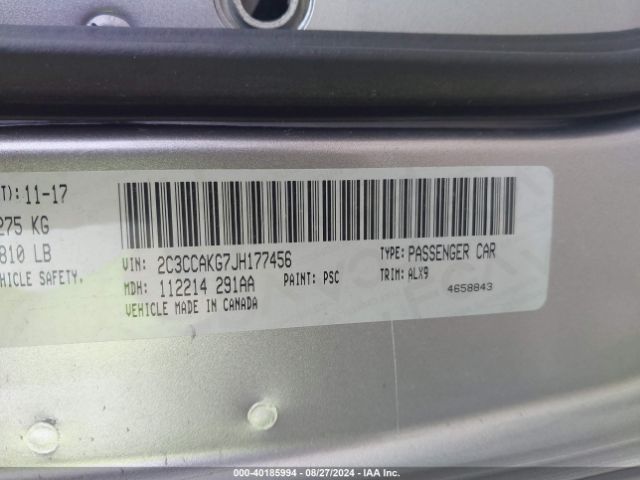 T): 11-17
275 KG
810 LB
HICLE SAFETY.
VIN: 2C3CCAKG7JH177456
TYPE: PASSENGER CAR
MDH: 112214 291AA
PAINT: PSC
TRIM: ALX9
VEHICLE MADE IN CANADA
4658843
000-40185994 - 08/27/2024 - IAA Inc.